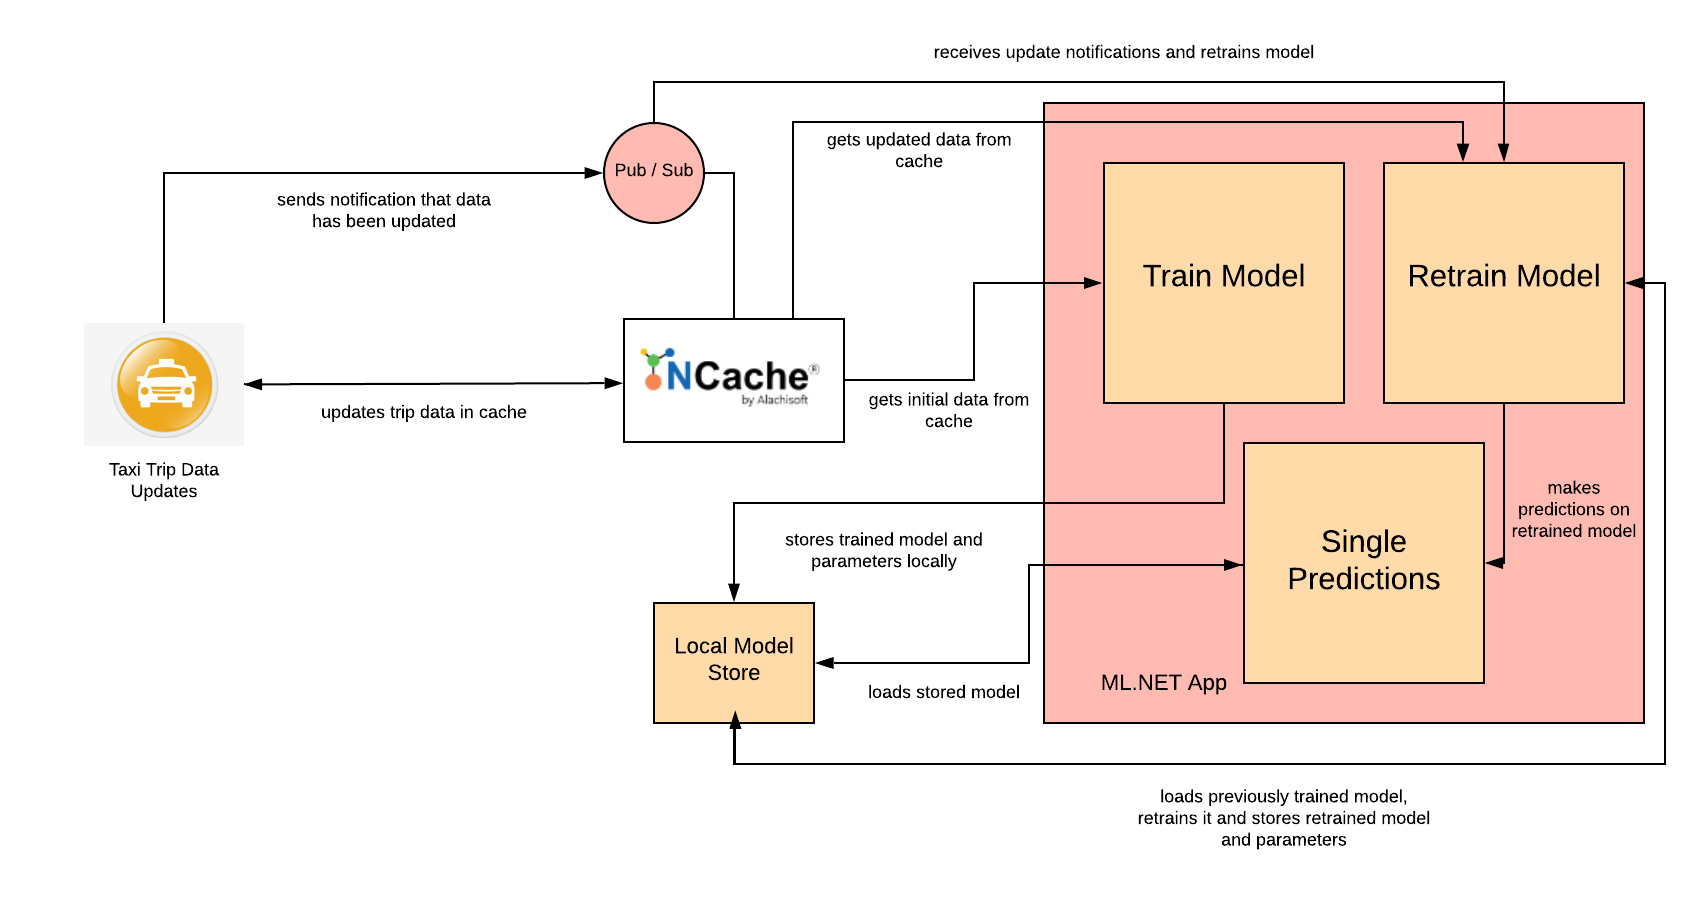 receives update notifications and retrains model
gets updated data from
cache
Pub / Sub
sends notification that data
has been updated
Train Model
Retrain Model
NCache®
by Alachisoft
updates trip data in cache
gets initial data from
cache
Taxi Trip Data
Updates
makes
predictions on
retrained model
stores trained model and
parameters locally
Single
Predictions
Local Model
Store
loads stored model
ML.NET App
loads previously trained model,
retrains it and stores retrained model
and parameters